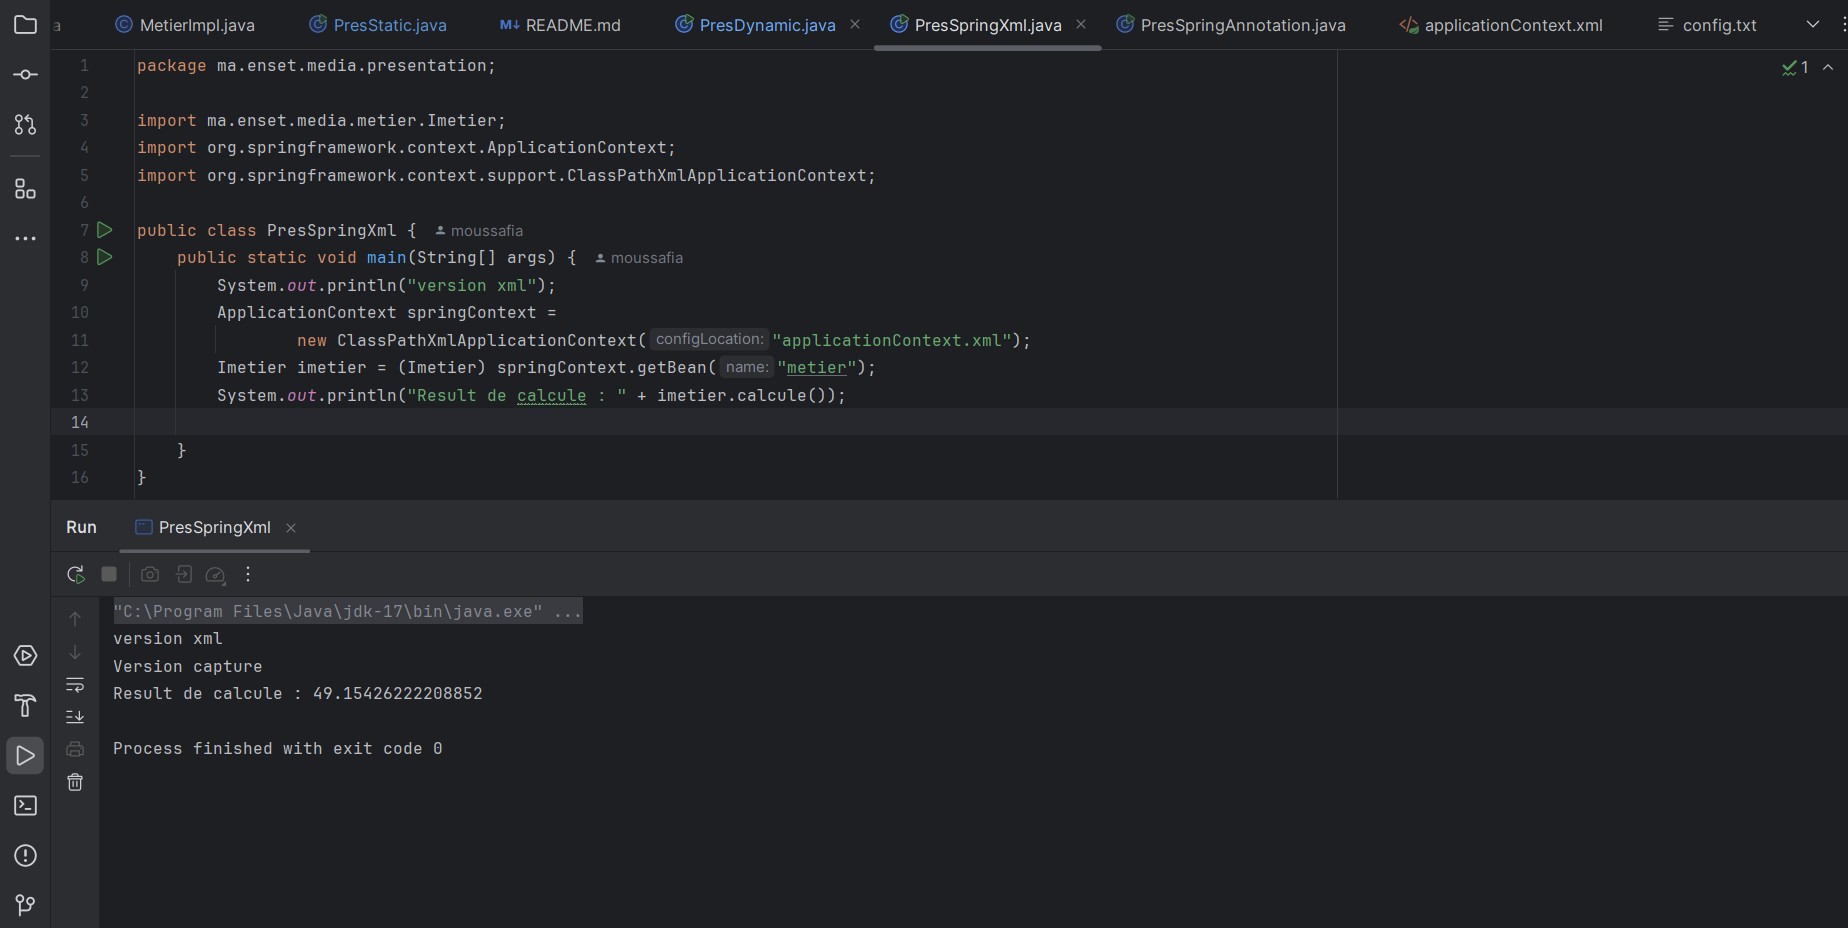 a MetierImpl.java PresStatic.java M↓ README.md PresDynamic.java PresSpringXml.java PresSpringAnnotation.java applicationContext.xml config.txt
1 package ma.enset.media.presentation; 1
2
3 import ma.enset.media.metier.Imetier;
4 import org.springframework.context.ApplicationContext;
5 import org.springframework.context.support.ClassPathXmlApplicationContext;
6
7 public class PresSpringXml { moussafia
8 public static void main(String[] args) { moussafia
9 System.out.println("version xml");
10 ApplicationContext springContext =
11 new ClassPathXmlApplicationContext( configLocation: "applicationContext.xml");
12 Imetier imetier = (Imetier) springContext.getBean( name: "metier");
13 System.out.println("Result de calcule : " + imetier.calcule());
14
15 }
16 }
Run PresSpringXml
"C:\Program Files\Java\jdk-17\bin\java.exe" ...
version xml
Version capture
Result de calcule : 49.15426222208852
Process finished with exit code 0